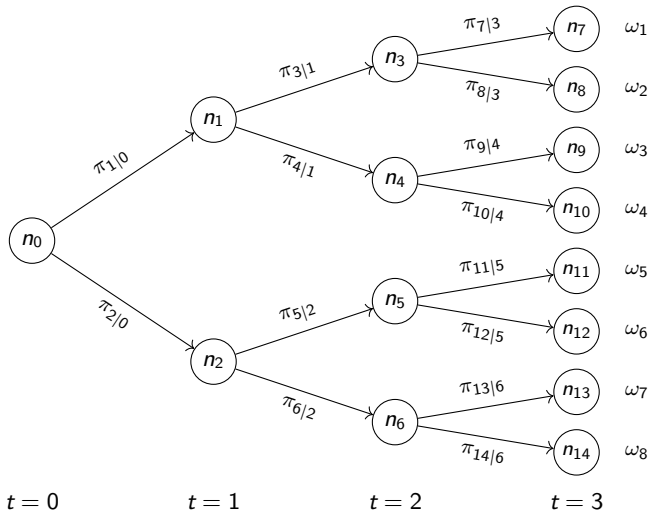 π₇|₃ n₇ ω₁
n₃
π₃|₁ π₈|₃ n₈ ω₂
n₁
π₁|₀ π₄|₁ π₉|₄ n₉ ω₃
n₄
π₁₀|₄ n₁₀ ω₄
n₀
π₁₁|₅ n₁₁ ω₅
π₂|₀ π₅|₂ n₅
π₁₂|₅ n₁₂ ω₆
n₂
π₆|₂ π₁₃|₆ n₁₃ ω₇
n₆
π₁₄|₆ n₁₄ ω₈
t = 0 t = 1 t = 2 t = 3